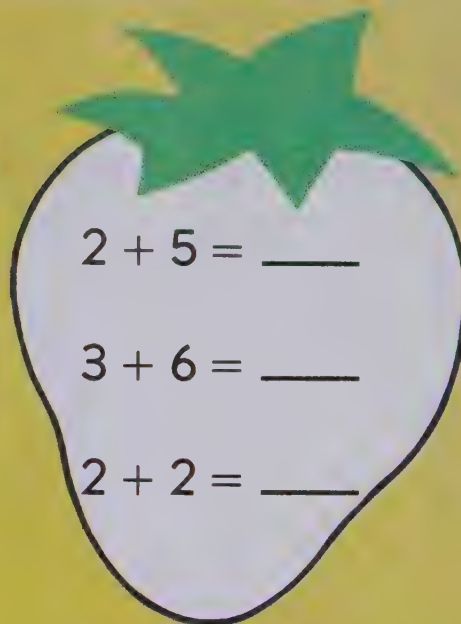 2 + 5 = ____
3 + 6 = ____
2 + 2 = ____